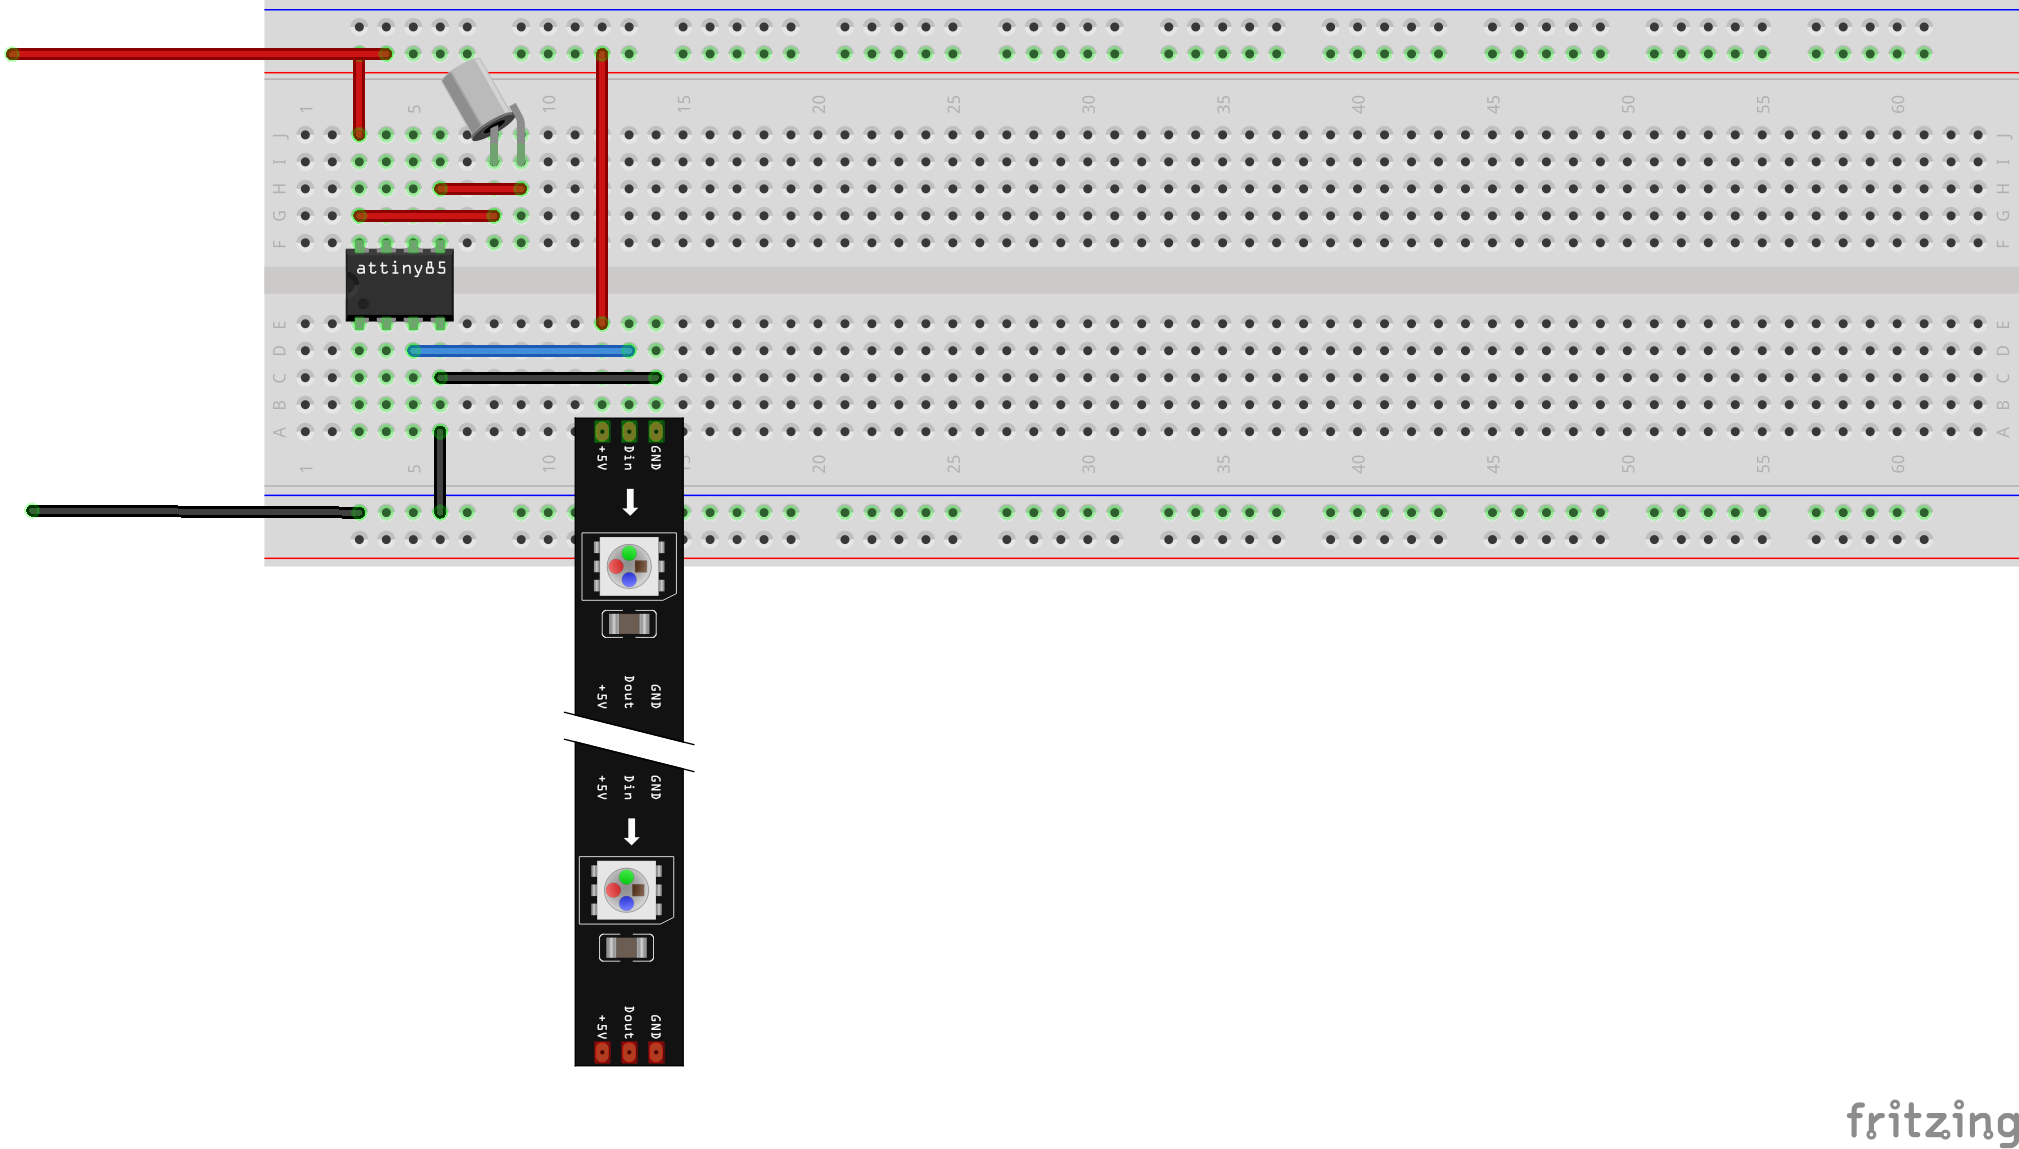 1 5 10 15 20 25 30 35 40 45 50 55 60
J J
I I
H H
G G
F F
attiny85
E E
D D
C C
B B
A A
+5V Din GND
1 5 10 15 20 25 30 35 40 45 50 55 60
+5V Dout GND
+5V Din GND
+5V Dout GND
fritzing